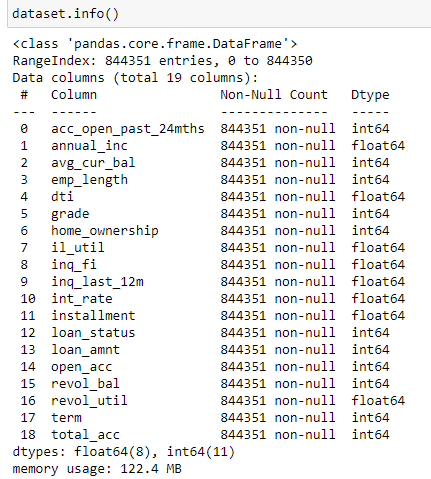 dataset.info()
<class 'pandas.core.frame.DataFrame'>
RangeIndex: 844351 entries, 0 to 844350
Data columns (total 19 columns):
 #   Column                Non-Null Count   Dtype
---  ------                --------------   -----
 0   acc_open_past_24mths  844351 non-null  int64
 1   annual_inc            844351 non-null  float64
 2   avg_cur_bal           844351 non-null  int64
 3   emp_length            844351 non-null  int64
 4   dti                   844351 non-null  float64
 5   grade                 844351 non-null  int64
 6   home_ownership        844351 non-null  int64
 7   il_util               844351 non-null  float64
 8   inq_fi                844351 non-null  float64
 9   inq_last_12m          844351 non-null  float64
 10  int_rate              844351 non-null  float64
 11  installment           844351 non-null  float64
 12  loan_status           844351 non-null  int64
 13  loan_amnt             844351 non-null  int64
 14  open_acc              844351 non-null  int64
 15  revol_bal             844351 non-null  int64
 16  revol_util            844351 non-null  float64
 17  term                  844351 non-null  int64
 18  total_acc             844351 non-null  int64
dtypes: float64(8), int64(11)
memory usage: 122.4 MB